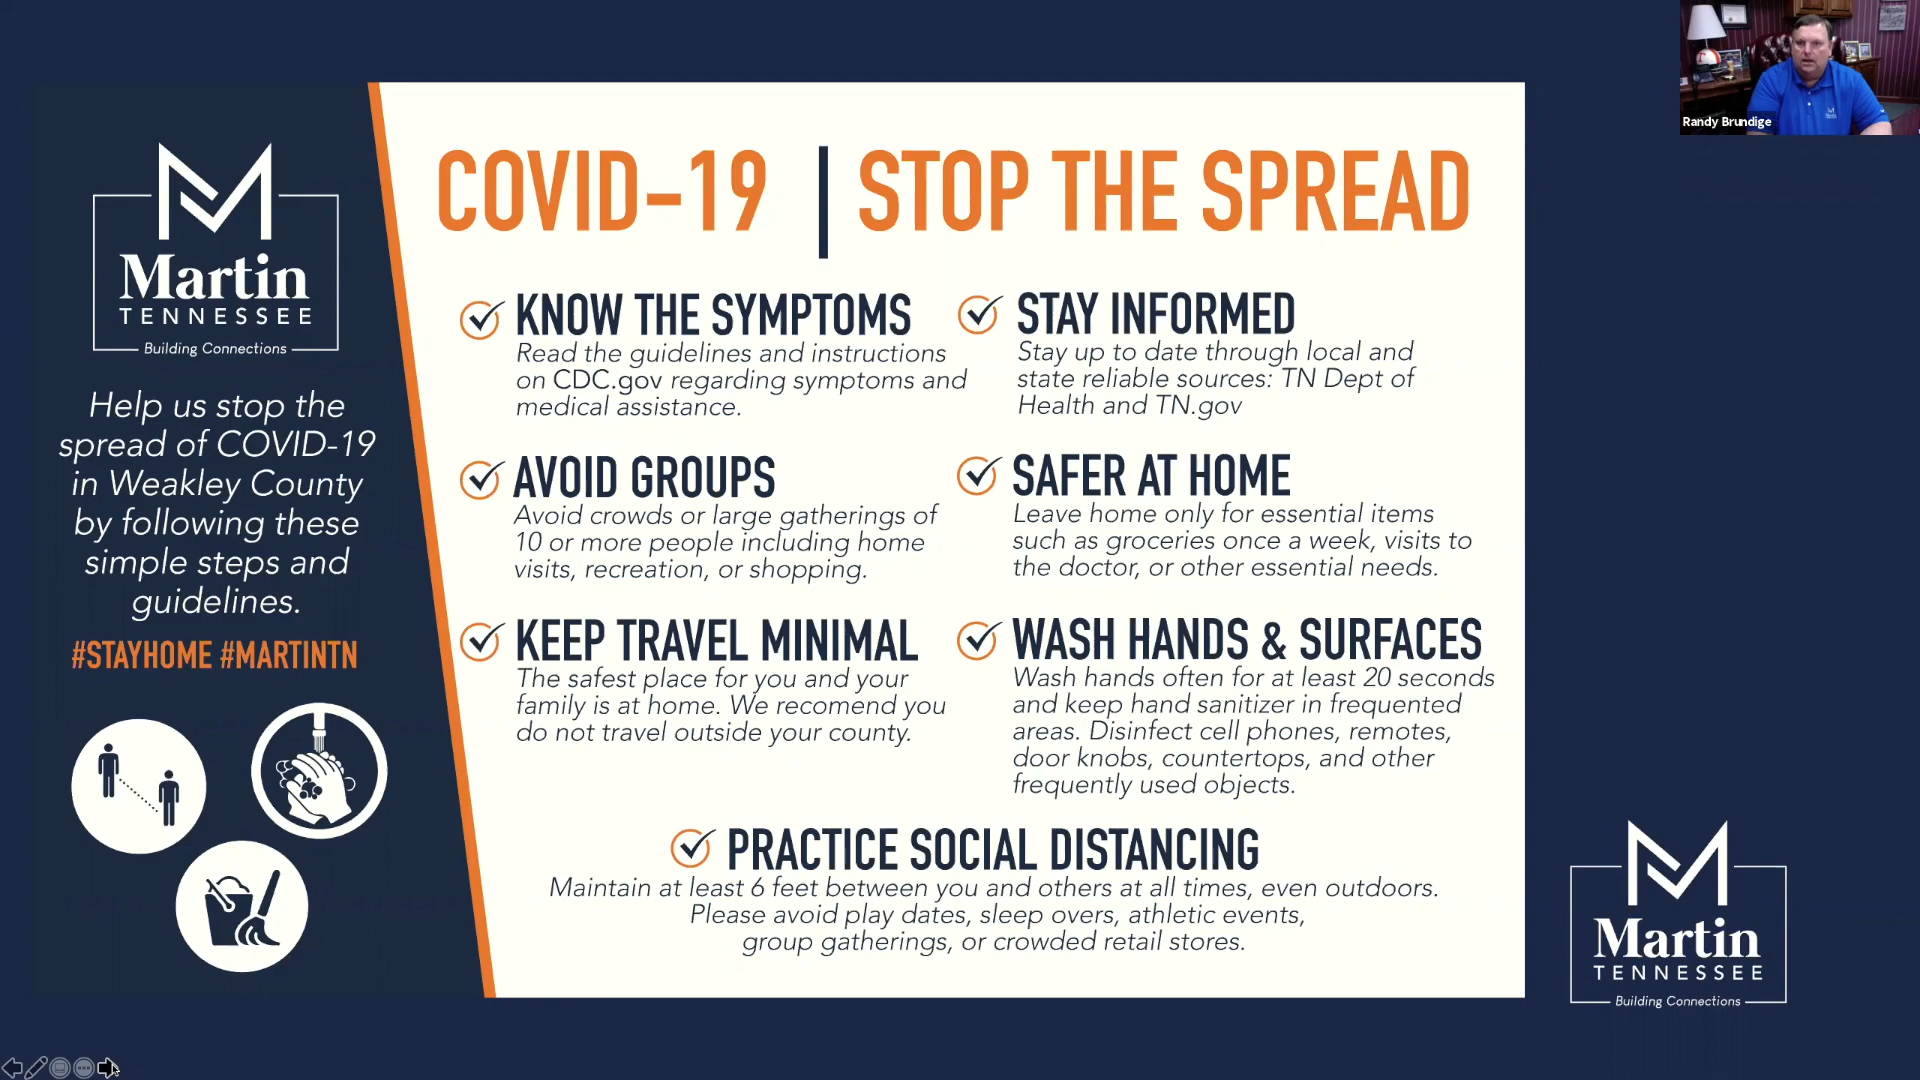 Randy Brundige
Martin
TENNESSEE
Building Connections
Help us stop the
spread of COVID-19
in Weakley County
by following these
simple steps and
guidelines.
#STAYHOME #MARTINTN
COVID-19 | STOP THE SPREAD
KNOW THE SYMPTOMS
Read the guidelines and instructions
on CDC.gov regarding symptoms and
medical assistance.
STAY INFORMED
Stay up to date through local and
state reliable sources: TN Dept of
Health and TN.gov
AVOID GROUPS
Avoid crowds or large gatherings of
10 or more people including home
visits, recreation, or shopping.
SAFER AT HOME
Leave home only for essential items
such as groceries once a week, visits to
the doctor, or other essential needs.
KEEP TRAVEL MINIMAL
The safest place for you and your
family is at home. We recomend you
do not travel outside your county.
WASH HANDS & SURFACES
Wash hands often for at least 20 seconds
and keep hand sanitizer in frequented
areas. Disinfect cell phones, remotes,
door knobs, countertops, and other
frequently used objects.
PRACTICE SOCIAL DISTANCING
Maintain at least 6 feet between you and others at all times, even outdoors.
Please avoid play dates, sleep overs, athletic events,
group gatherings, or crowded retail stores.
Martin
TENNESSEE
Building Connections